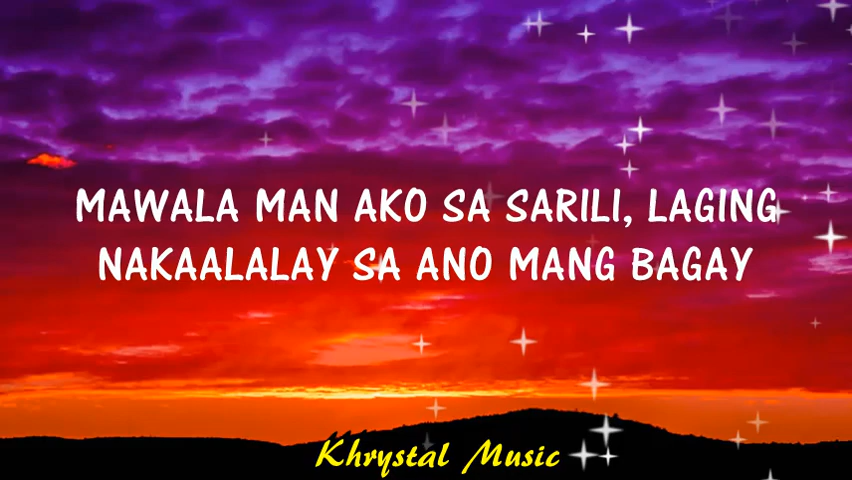 MAWALA MAN AKO SA SARILI, LAGING
NAKAALALAY SA ANO MANG BAGAY
Khrystal Music